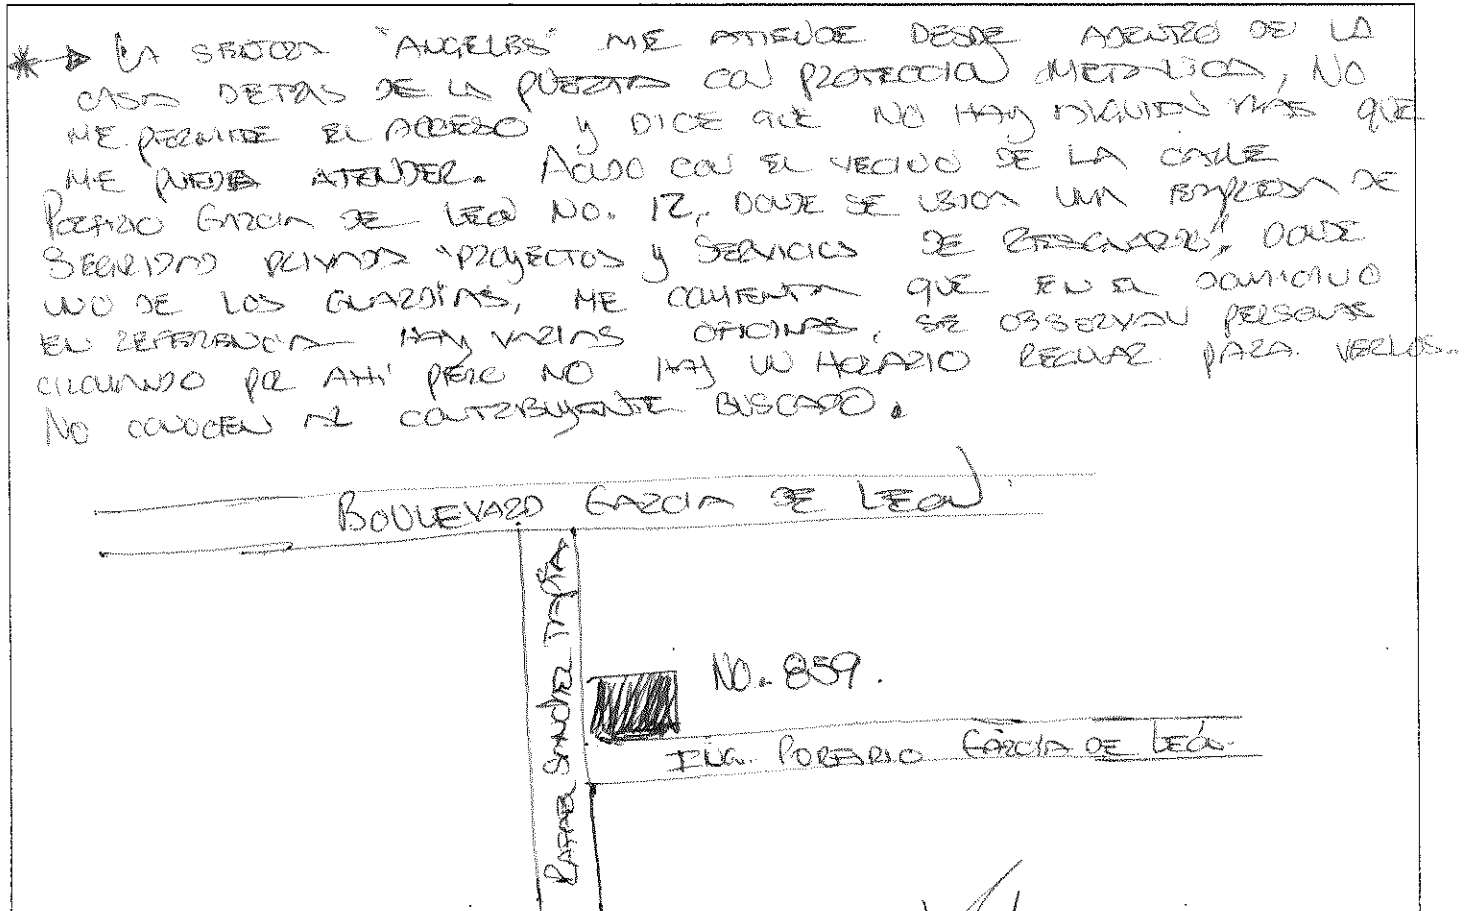 LA SEÑORA "ANGELES" ME ATIENDE DESDE ADENTRO DE LA
CASA DETRAS DE LA PUERTA CON PROTECCION METALICA, NO
ME PERMITE EL ACCESO Y DICE QUE NO HAY NIGUIEN MAS QUE
ME PUEDA ATENDER. ACUDO CON EL VECINO DE LA CALLE
PORFIRIO GARCIA DE LEON NO. 12, DONDE SE UBICA UNA EMPRESA DE
SEGURIDAD PRIVADA "PROYECTOS Y SERVICIOS DE RESGUARDO", DONDE
UNO DE LOS GUARDIAS, ME COMENTA QUE EN EL DOMICILIO
EN REFERENCIA HAY VARIAS OFICINAS, SE OBSERVAN PERSONAS
CIRCULANDO POR AHI PERO NO HAY UN HORARIO REGULAR PARA VERLOS.
NO CONOCEN AL CONTRIBUYENTE BUSCADO.
BOULEVARD GARCIA DE LEON
RAFAEL SANCHEZ TAPIA
NO. 859.
ING. PORFIRIO GARCIA DE LEÓN.